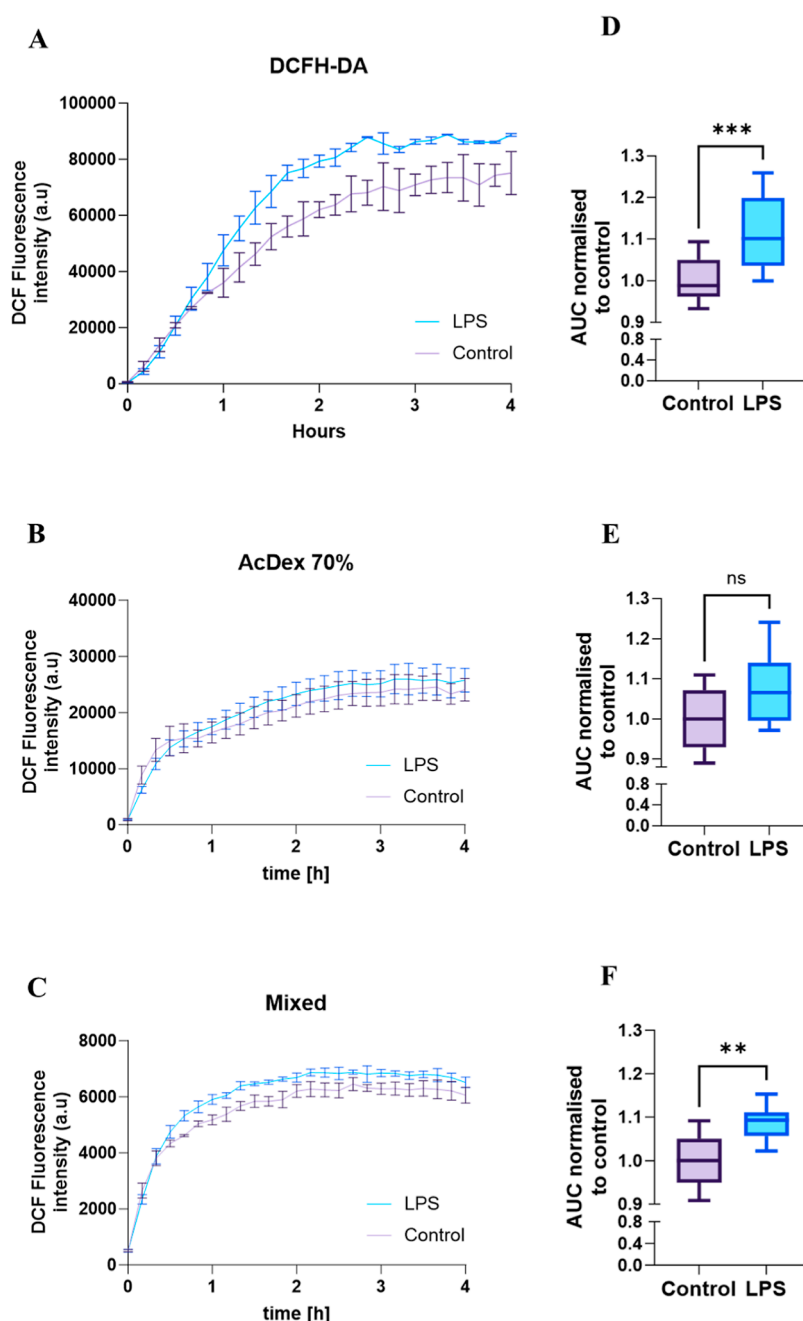 A
DCFH-DA
DCF Fluorescence
intensity (a.u)
100000
80000
60000
40000
20000
0
LPS
Control
0 1 2 3 4
Hours
D
***
AUC normalised
to control
1.3
1.2
1.1
1.0
0.9
0.8
0.4
0.0
Control LPS
B
AcDex 70%
DCF Fluorescence
intensity (a.u)
40000
30000
20000
10000
0
LPS
Control
0 1 2 3 4
time [h]
E
ns
AUC normalised
to control
1.3
1.2
1.1
1.0
0.9
0.8
0.4
0.0
Control LPS
C
Mixed
DCF Fluorescence
intensity (a.u)
8000
6000
4000
2000
0
LPS
Control
0 1 2 3 4
time [h]
F
**
AUC normalised
to control
1.3
1.2
1.1
1.0
0.9
0.8
0.4
0.0
Control LPS